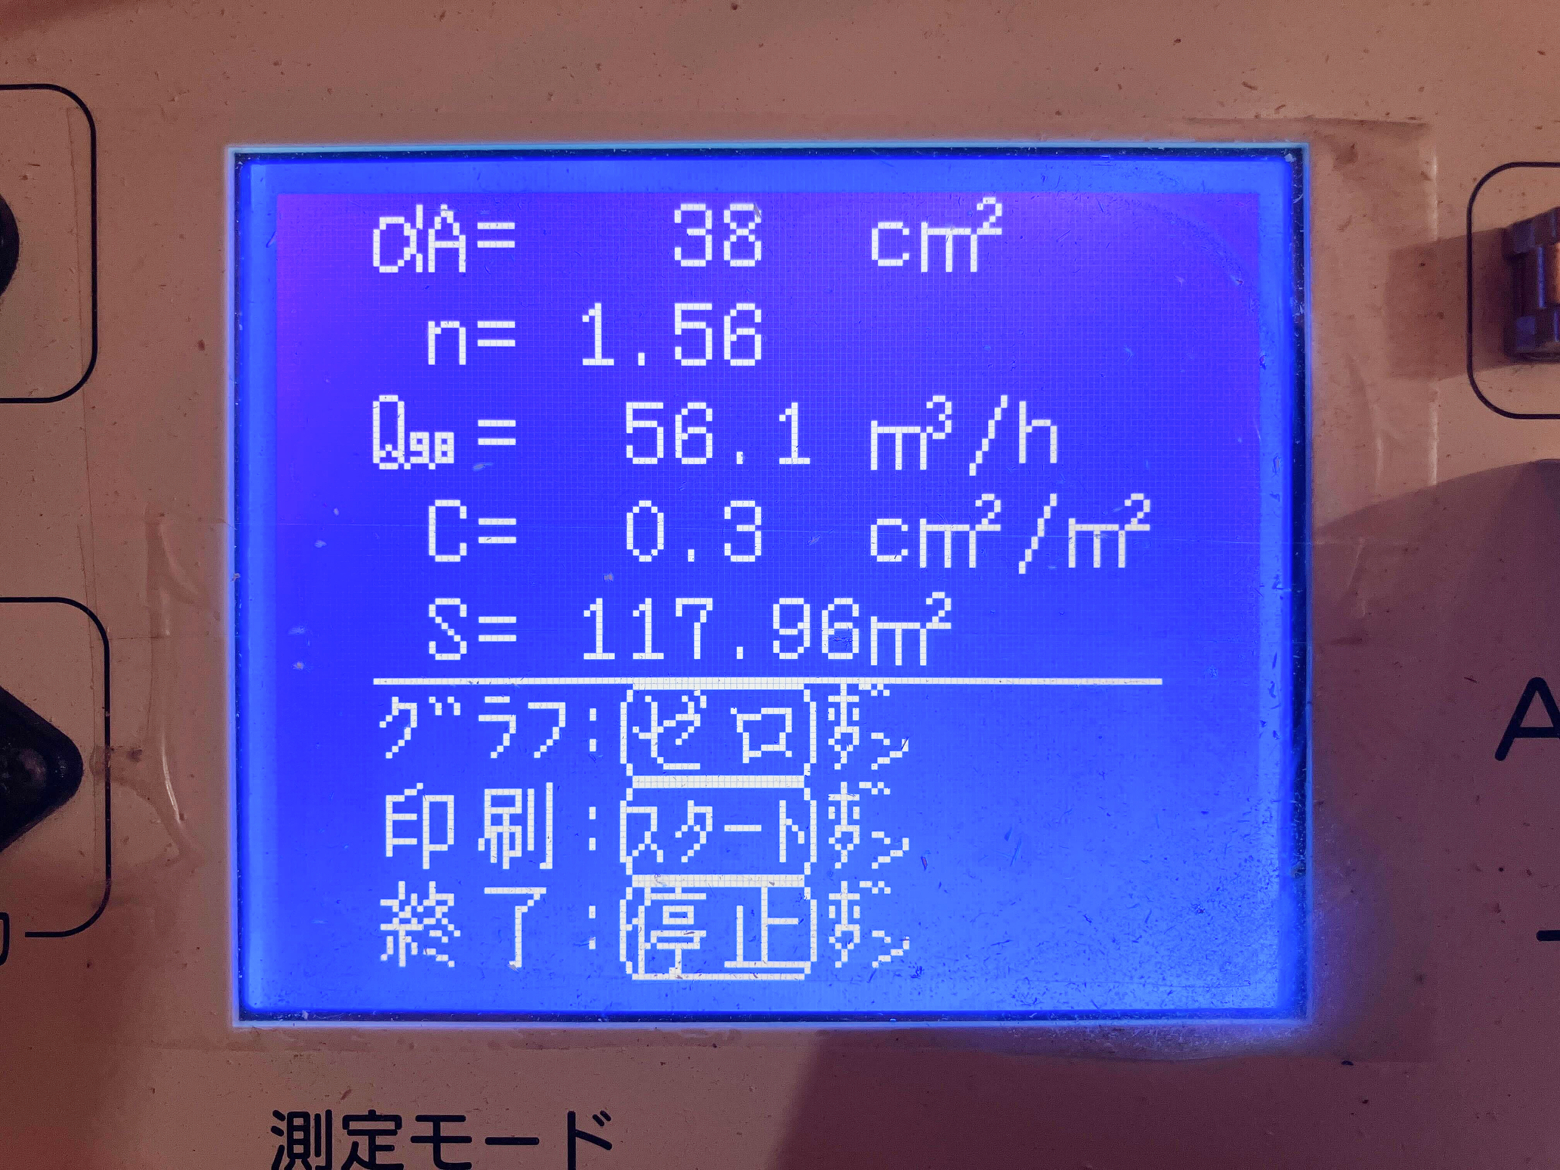 αA= 38 cm²
n= 1.56
Q₉.₈= 56.1 m³/h
C= 0.3 cm²/m²
S= 117.96m²
グラフ:ゼロボタン
印刷:スタートボタン
終了:停止ボタン
A
測定モード